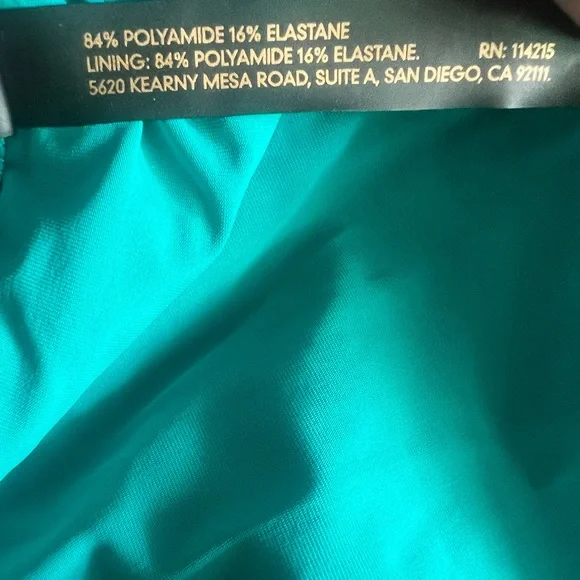 84% POLYAMIDE 16% ELASTANE
LINING: 84% POLYAMIDE 16% ELASTANE. RN: 114215
5620 KEARNY MESA ROAD, SUITE A, SAN DIEGO, CA 92111.